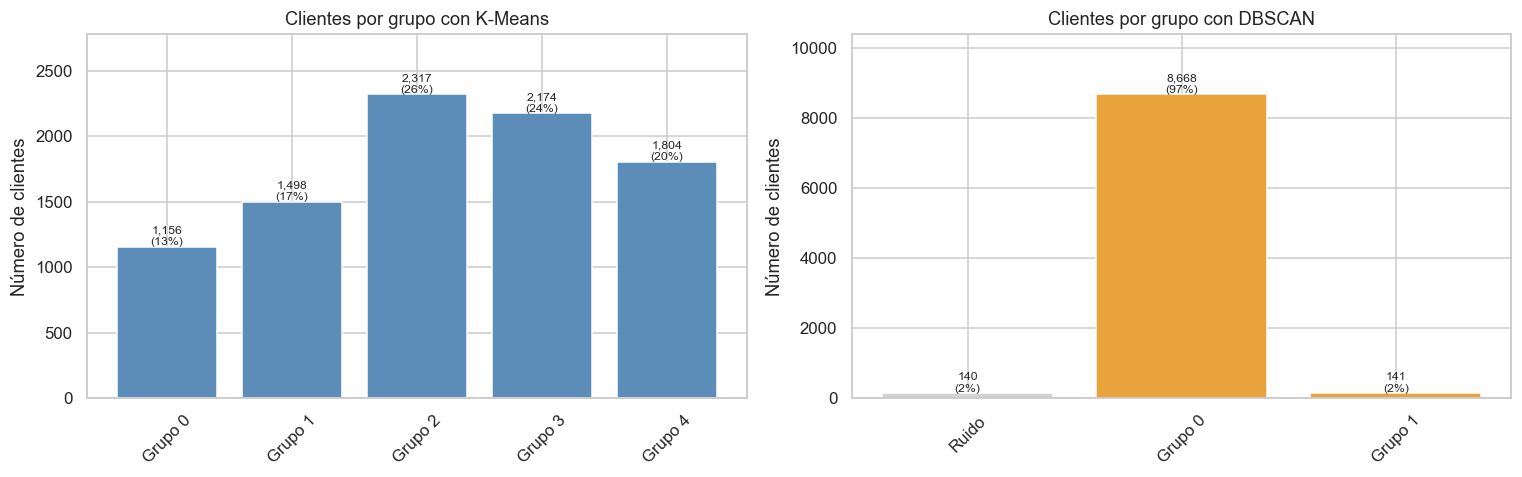 Clientes por grupo con K-Means
Número de clientes
2500
2000
1500
1000
500
0
1,156
(13%)
1,498
(17%)
2,317
(26%)
2,174
(24%)
1,804
(20%)
Grupo 0
Grupo 1
Grupo 2
Grupo 3
Grupo 4
Clientes por grupo con DBSCAN
Número de clientes
10000
8000
6000
4000
2000
0
140
(2%)
8,668
(97%)
141
(2%)
Ruido
Grupo 0
Grupo 1